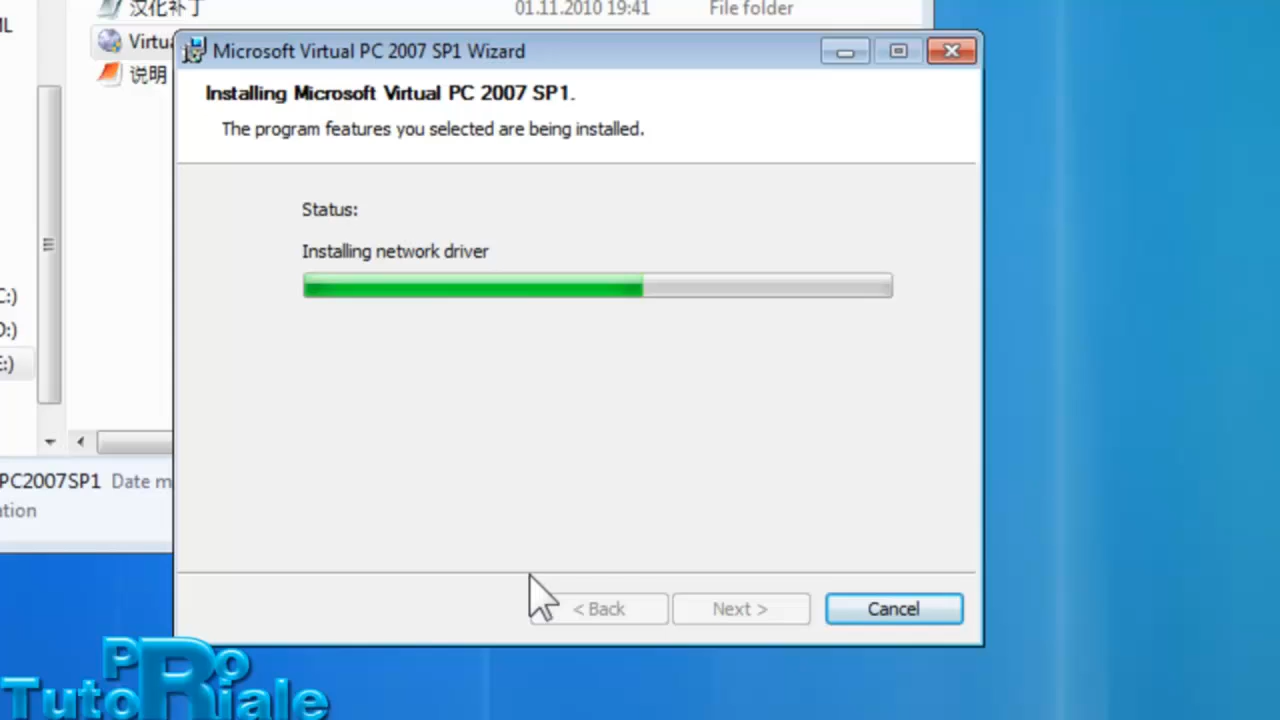 汉化补丁 01.11.2010 19:41 File folder
ML
Virtua
Microsoft Virtual PC 2007 SP1 Wizard
说明
Installing Microsoft Virtual PC 2007 SP1.
The program features you selected are being installed.
Status:
Installing network driver
C:)
D:)
E:)
PC2007SP1 Date m
ation
< Back Next > Cancel
PRo
TutoRiale